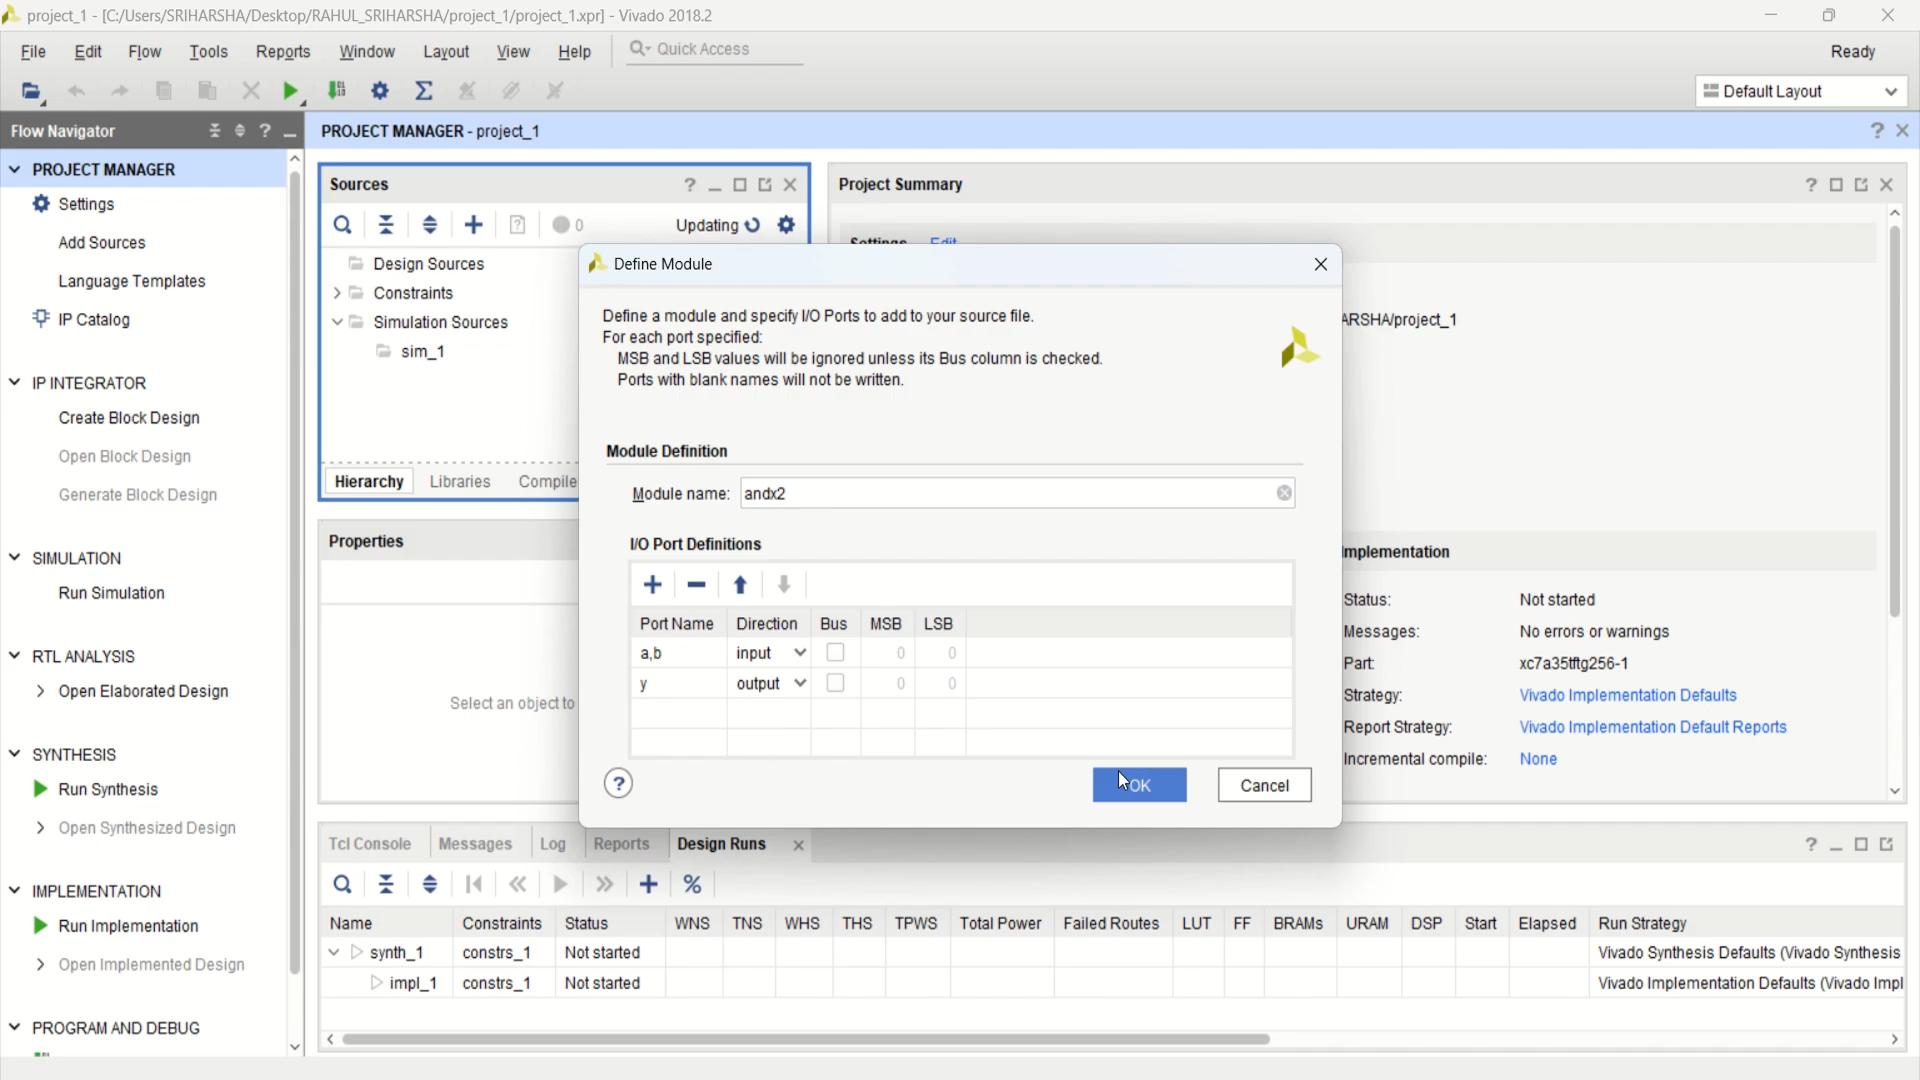 project_1 - [C:/Users/SRIHARSHA/Desktop/RAHUL_SRIHARSHA/project_1/project_1.xpr] - Vivado 2018.2
File Edit Flow Tools Reports Window Layout View Help Quick Access
Ready
Default Layout
Flow Navigator
PROJECT MANAGER
Settings
Add Sources
Language Templates
IP Catalog
IP INTEGRATOR
Create Block Design
Open Block Design
Generate Block Design
SIMULATION
Run Simulation
RTL ANALYSIS
Open Elaborated Design
SYNTHESIS
Run Synthesis
Open Synthesized Design
IMPLEMENTATION
Run Implementation
Open Implemented Design
PROGRAM AND DEBUG
PROJECT MANAGER - project_1
Sources
0 Updating
Design Sources
Constraints
Simulation Sources
sim_1
Hierarchy Libraries Compile
Properties
Select an object to
Project Summary
Settings Edit
ARSHA/project_1
Implementation
Status: Not started
Messages: No errors or warnings
Part: xc7a35tftg256-1
Strategy: Vivado Implementation Defaults
Report Strategy: Vivado Implementation Default Reports
Incremental compile: None
Define Module
Define a module and specify I/O Ports to add to your source file.
For each port specified:
MSB and LSB values will be ignored unless its Bus column is checked.
Ports with blank names will not be written.
Module Definition
Module name: andx2
I/O Port Definitions
Port Name Direction Bus MSB LSB
a,b input 0 0
y output 0 0
? OK Cancel
Tcl Console Messages Log Reports Design Runs
Name Constraints Status WNS TNS WHS THS TPWS Total Power Failed Routes LUT FF BRAMs URAM DSP Start Elapsed Run Strategy
synth_1 constrs_1 Not started Vivado Synthesis Defaults (Vivado Synthesis
impl_1 constrs_1 Not started Vivado Implementation Defaults (Vivado Impl